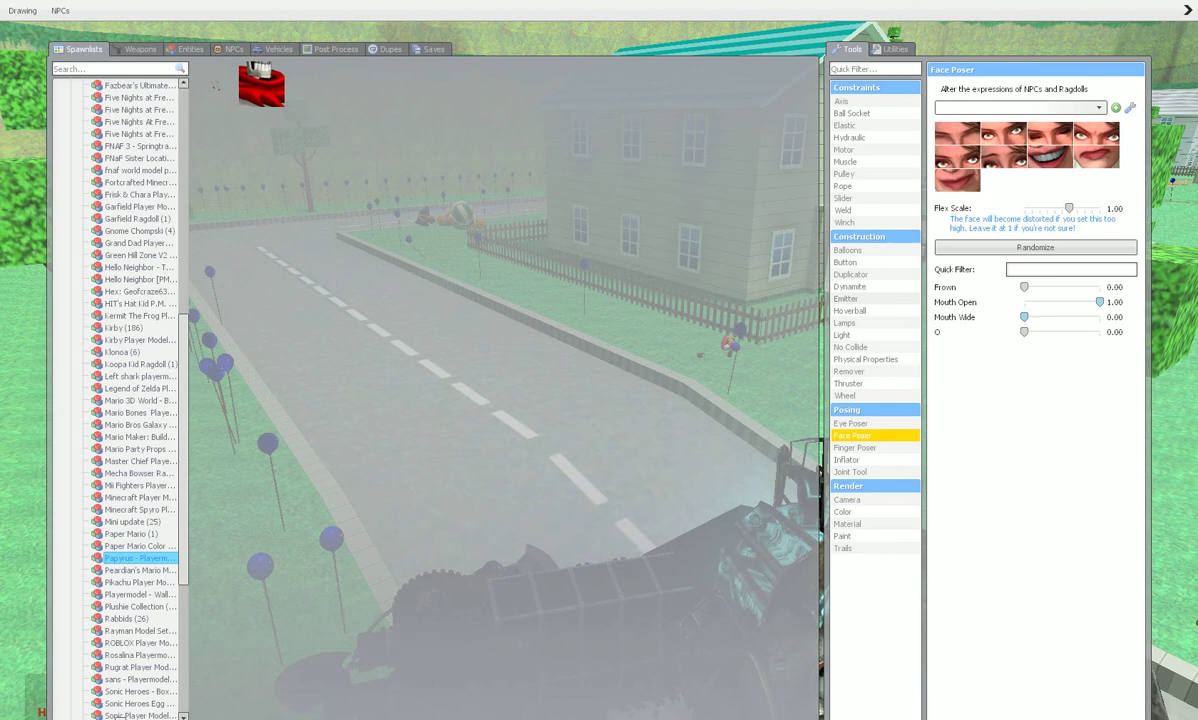 Drawing NPCs
Spawnlists Weapons Entities NPCs Vehicles Post Process Dupes Saves
Search...
Fazbear's Ultimate...
Five Nights at Fre...
Five Nights at Fre...
Five Nights At Fre...
Five Nights at Fre...
FNAF 3 - Springtra...
FNaF Sister Locati...
fnaf world model p...
Fortcrafted Minecr...
Frisk & Chara Play...
Garfield Player Mo...
Garfield Ragdoll (1)
Gnome Chompski (4)
Grand Dad Player...
Green Hill Zone V2 ...
Hello Neighbor - T...
Hello Neighbor [PM...
Hex: Geofcraze63...
HIT's Hat Kid P.M. ...
Kermit The Frog Pl...
Kirby (186)
Kirby Player Model...
Klonoa (6)
Koopa Kid Ragdoll (1)
Left shark playerm...
Legend of Zelda Pl...
Mario 3D World - B...
Mario Bones Playe...
Mario Bros Galaxy ...
Mario Maker: Build...
Mario Party Props ...
Master Chief Playe...
Mecha Bowser Ra...
Mii Fighters Player...
Minecraft Player M...
Minecraft Spyro Pl...
Mini update (25)
Paper Mario (1)
Paper Mario Color ...
Papyrus - Playerm...
Peardian's Mario M...
Pikachu Player Mo...
Playermodel - Wall...
Plushie Collection (...
Rabbids (26)
Rayman Model Set...
ROBLOX Player Mo...
Rosalina Playermo...
Rugrat Player Mod...
sans - Playermodel...
Sonic Heroes - Box...
Sonic Heroes Egg ...
Sonic Player Model...
Tools Utilities
Quick Filter...
Constraints
Axis
Ball Socket
Elastic
Hydraulic
Motor
Muscle
Pulley
Rope
Slider
Weld
Winch
Construction
Balloons
Button
Duplicator
Dynamite
Emitter
Hoverball
Lamps
Light
No Collide
Physical Properties
Remover
Thruster
Wheel
Posing
Eye Poser
Face Poser
Finger Poser
Inflator
Joint Tool
Render
Camera
Color
Material
Paint
Trails
Face Poser
Alter the expressions of NPCs and Ragdolls
Flex Scale: 1.00
The face will become distorted if you set this too
high. Leave it at 1 if you're not sure!
Randomize
Quick Filter:
Frown 0.00
Mouth Open 1.00
Mouth Wide 0.00
O 0.00